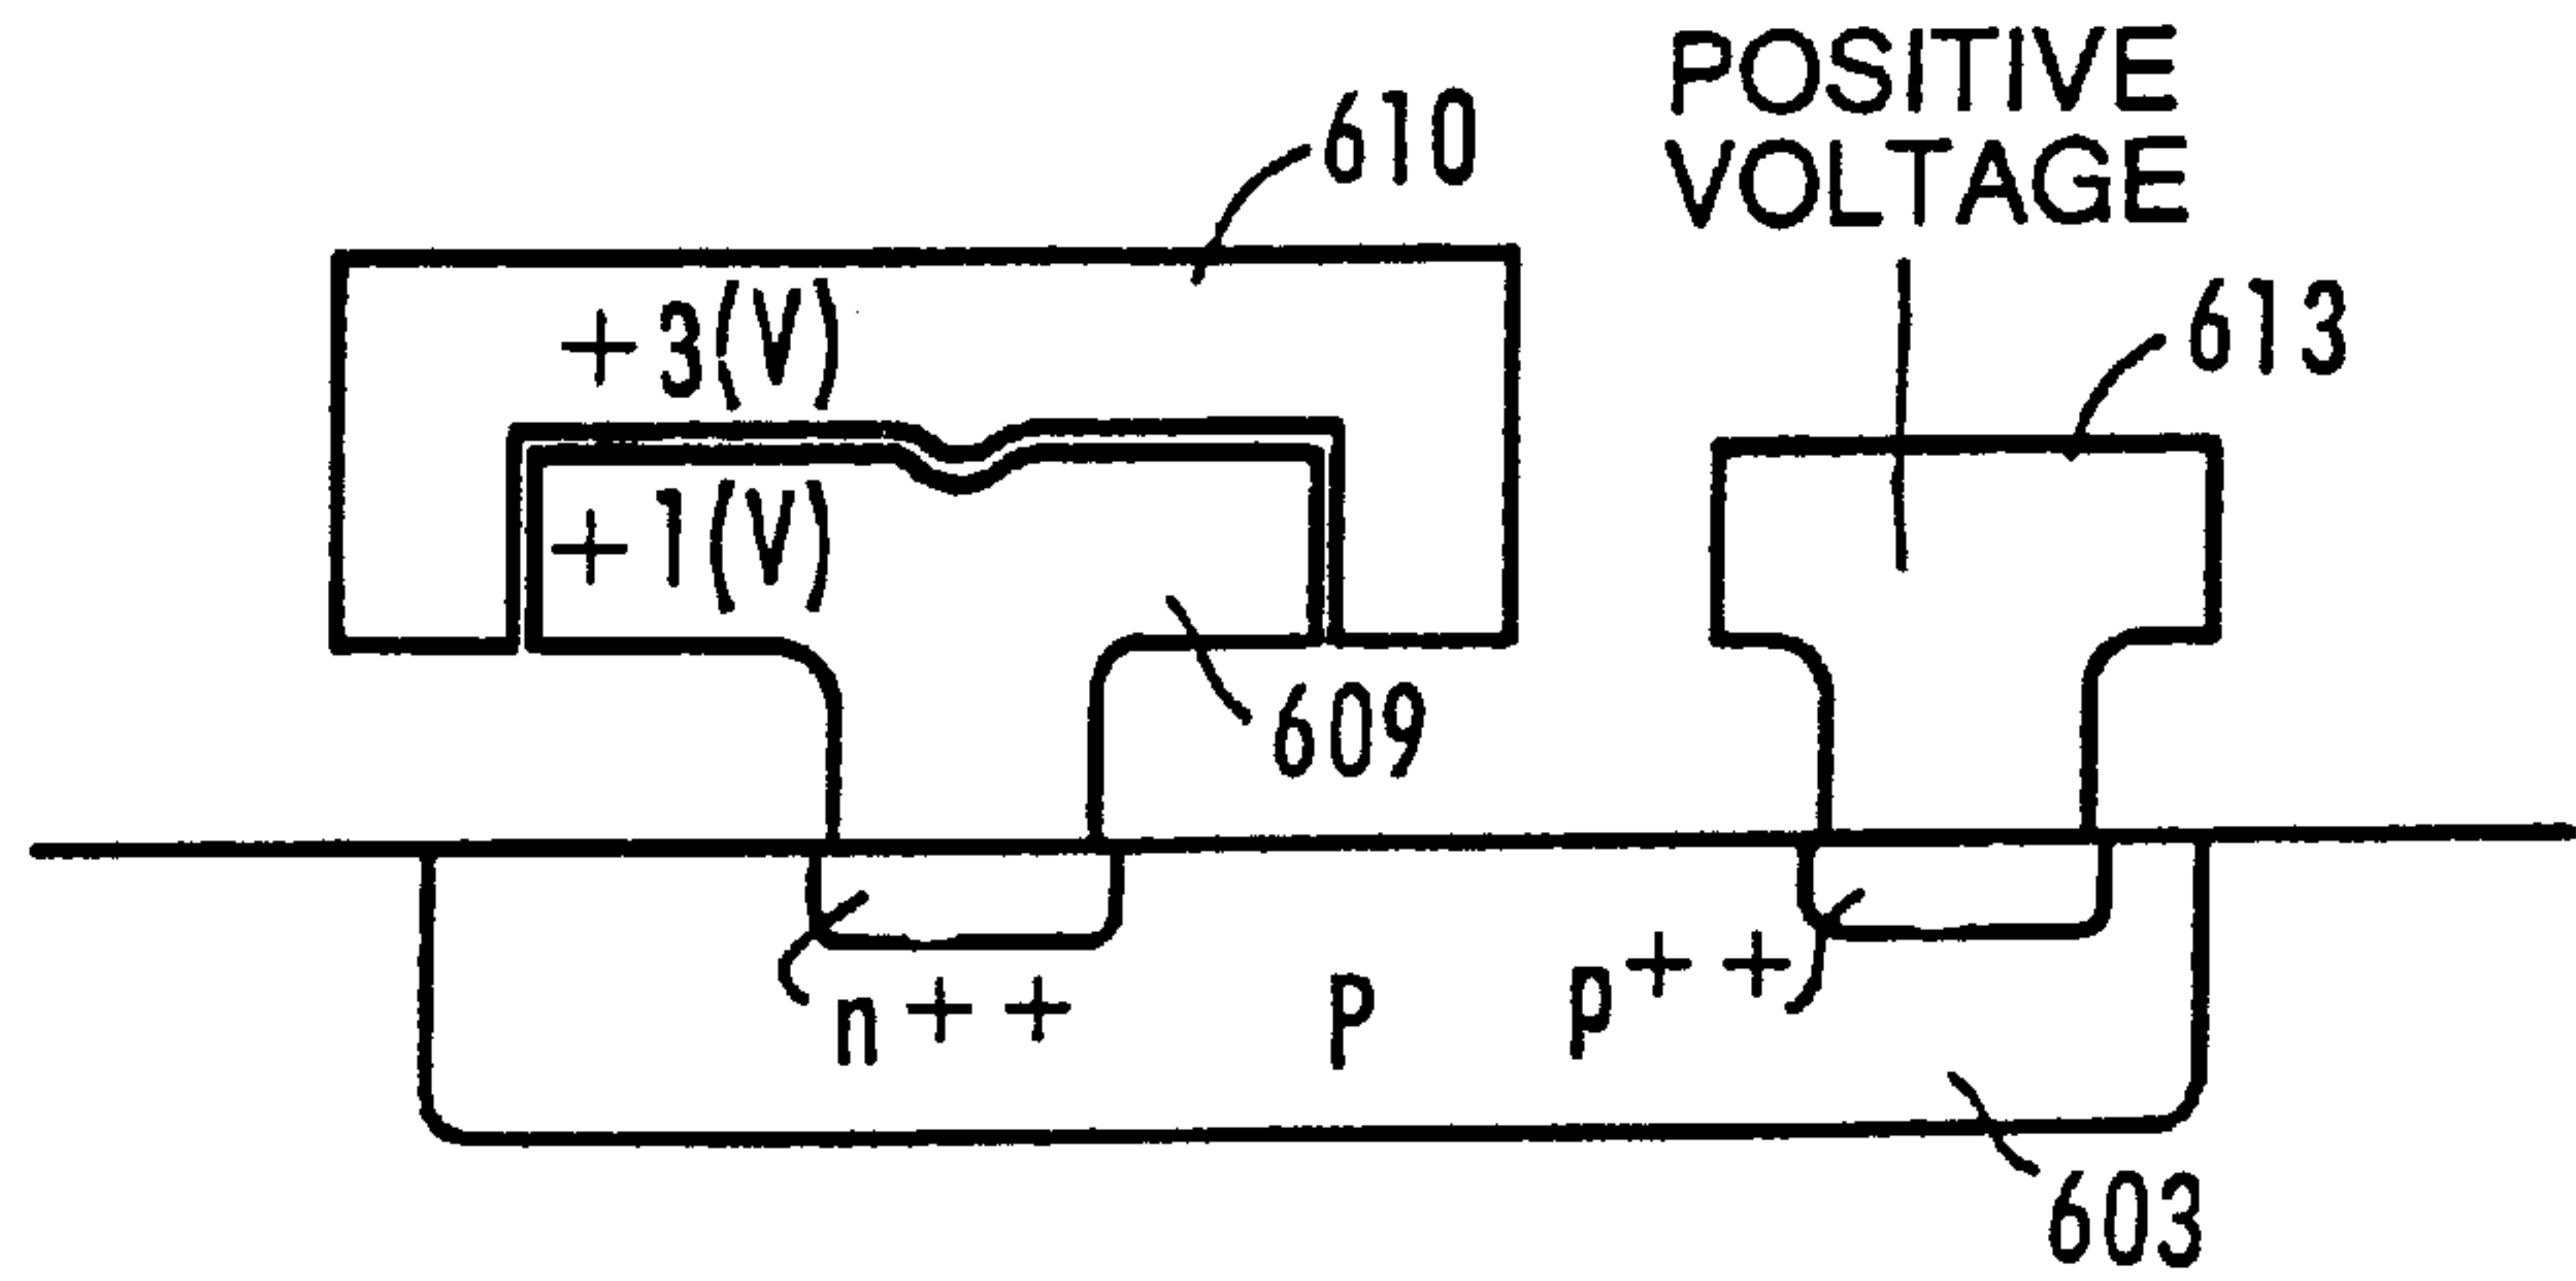 POSITIVE
VOLTAGE
610
613
+3(V)
+1(V)
609
n++
p
p++
603